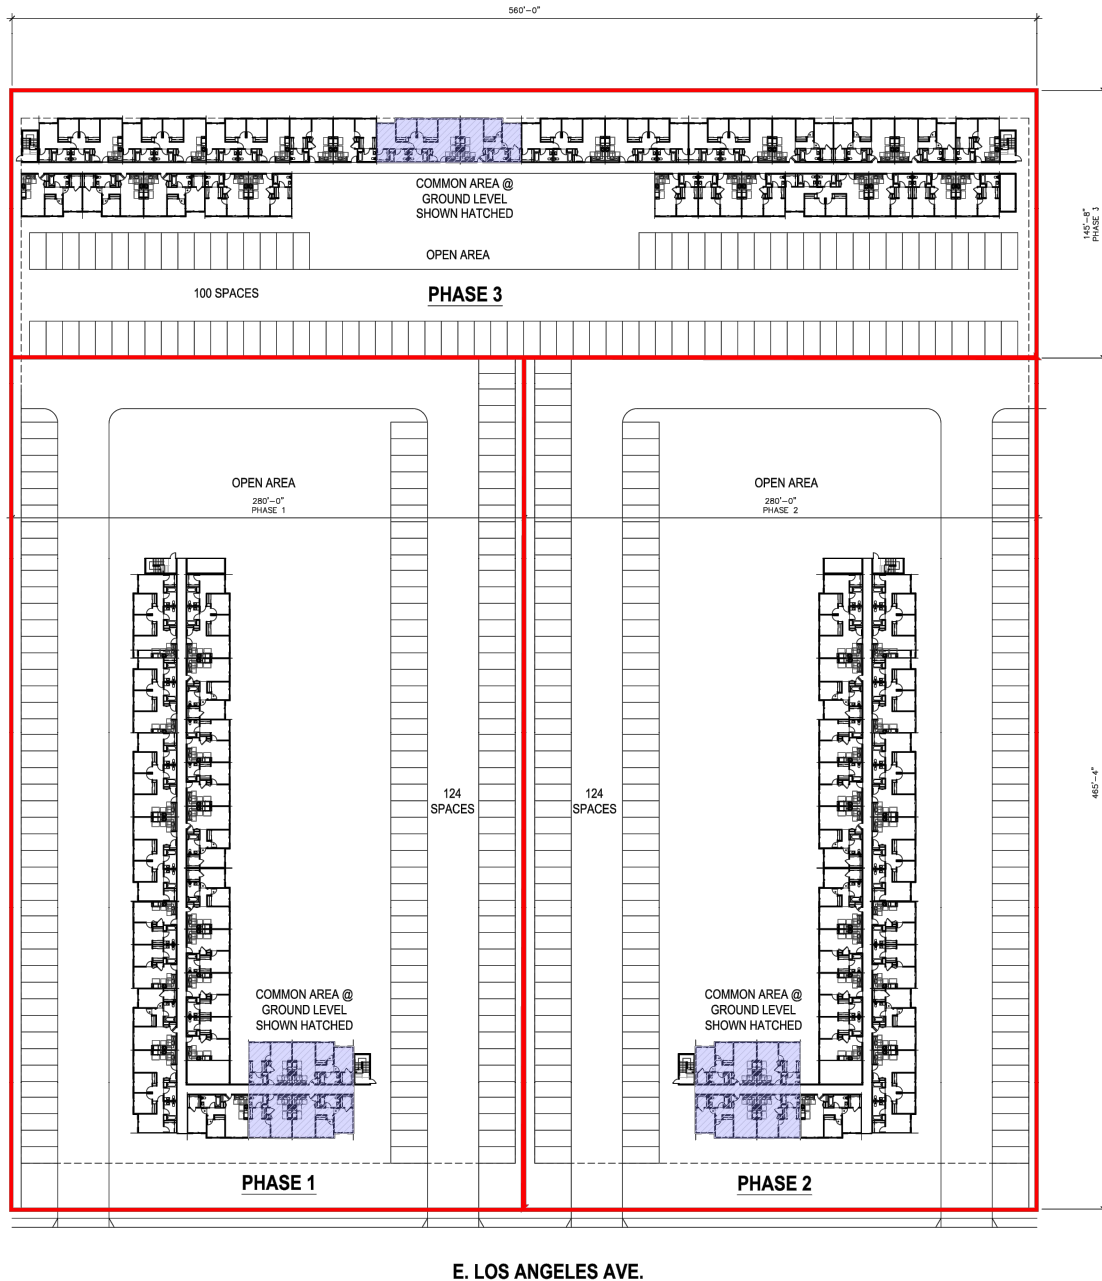 560'-0"
COMMON AREA @
GROUND LEVEL
SHOWN HATCHED
145'-8"
PHASE 3
OPEN AREA
100 SPACES
PHASE 3
OPEN AREA
280'-0"
PHASE 1
OPEN AREA
280'-0"
PHASE 2
124
SPACES
124
SPACES
465'-4"
COMMON AREA @
GROUND LEVEL
SHOWN HATCHED
COMMON AREA @
GROUND LEVEL
SHOWN HATCHED
PHASE 1
PHASE 2
E. LOS ANGELES AVE.